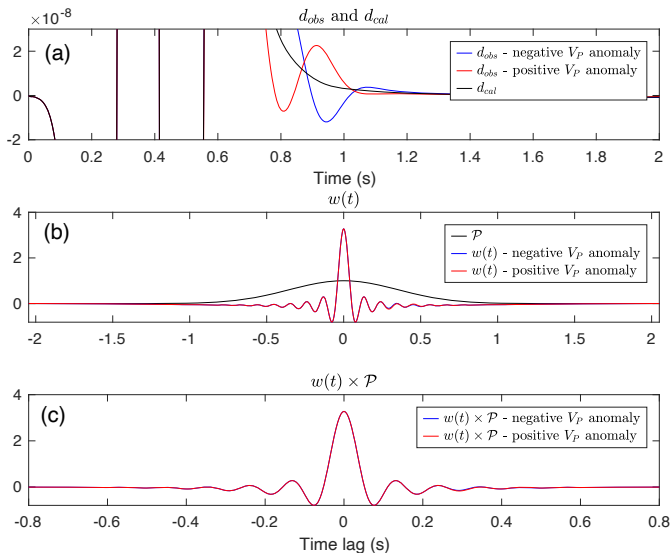 ×10⁻⁸
d_obs and d_cal
(a)
2
0
-2
d_obs - negative V_P anomaly
d_obs - positive V_P anomaly
d_cal
0 0.2 0.4 0.6 0.8 1 1.2 1.4 1.6 1.8 2
Time (s)
w(t)
(b)
4
2
0
𝒫
w(t) - negative V_P anomaly
w(t) - positive V_P anomaly
-2 -1.5 -1 -0.5 0 0.5 1 1.5 2
w(t) × 𝒫
(c)
4
2
0
w(t) × 𝒫 - negative V_P anomaly
w(t) × 𝒫 - positive V_P anomaly
-0.8 -0.6 -0.4 -0.2 0 0.2 0.4 0.6 0.8
Time lag (s)